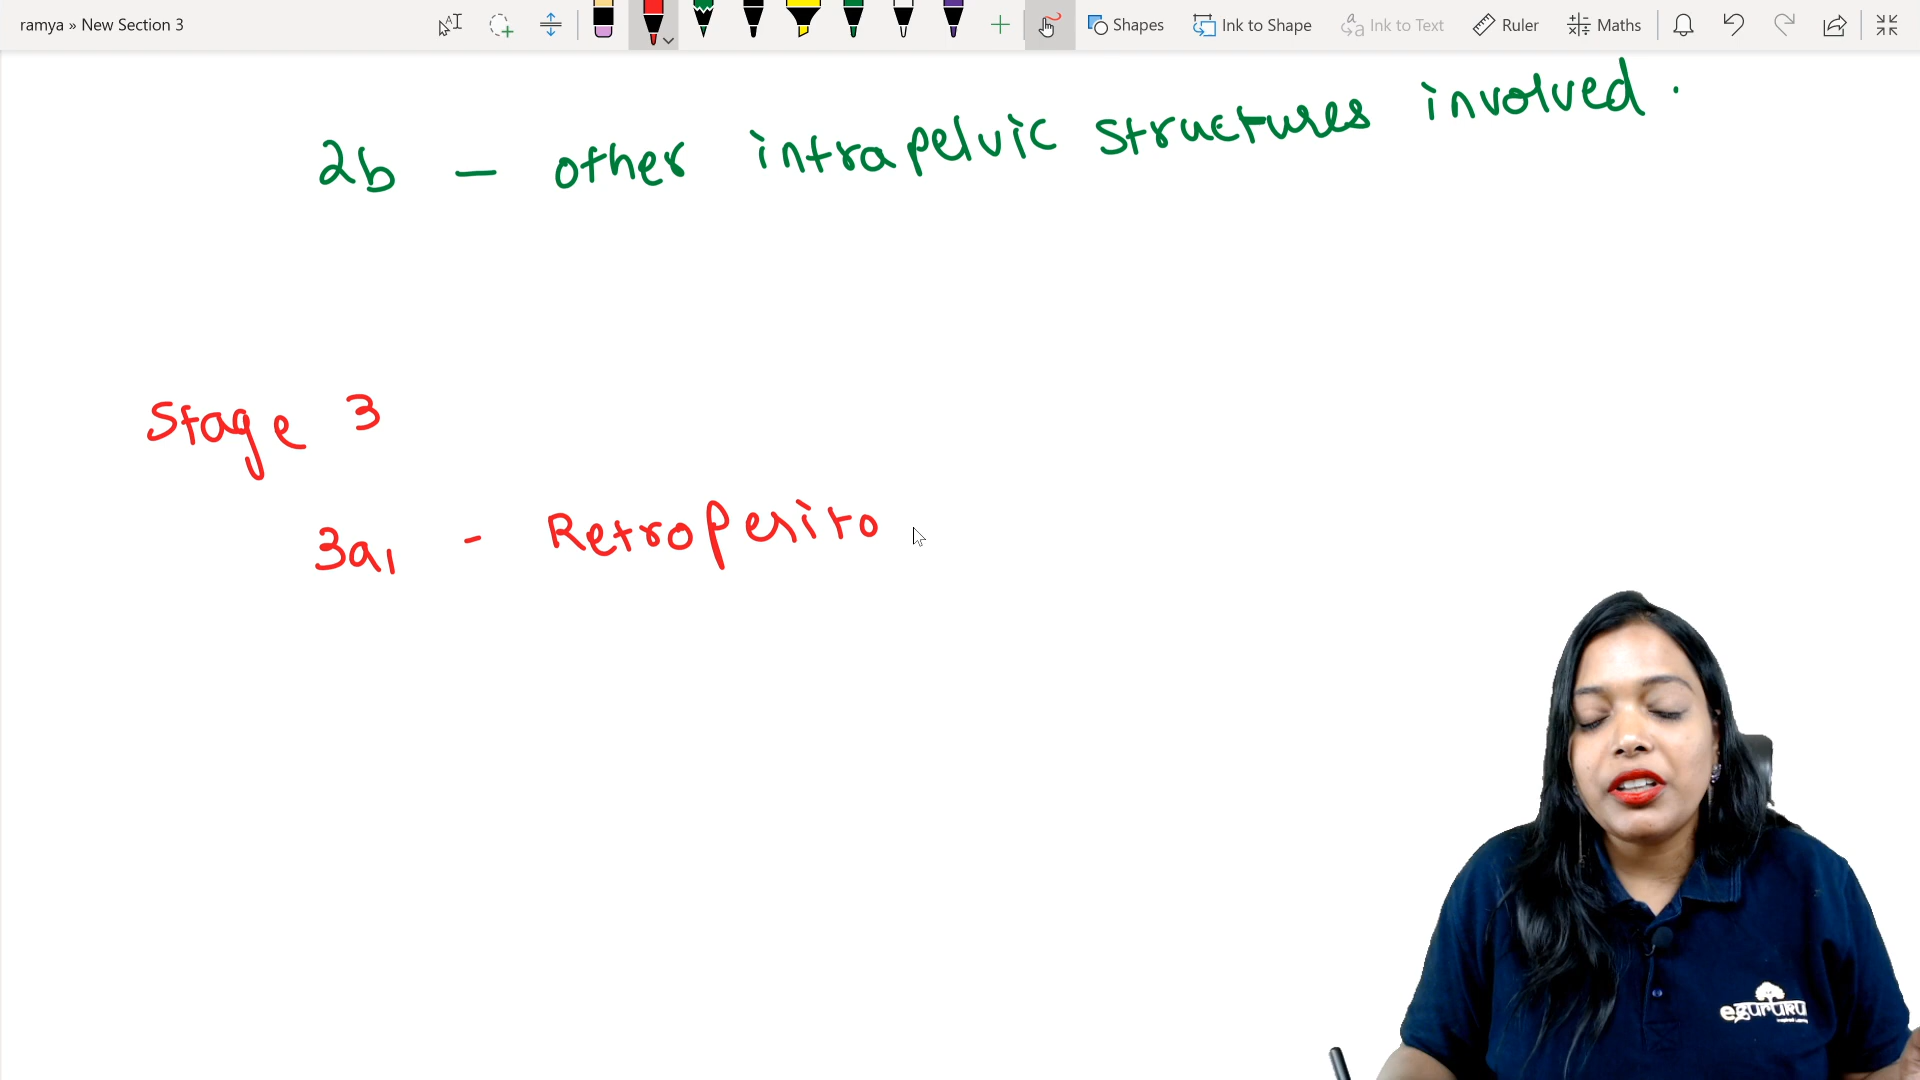 ramya » New Section 3
Shapes
Ink to Shape
Ink to Text
Ruler
Maths
2b - other intrapelvic structures involved.
Stage 3
3a1 - Retroperito
eGURUKU